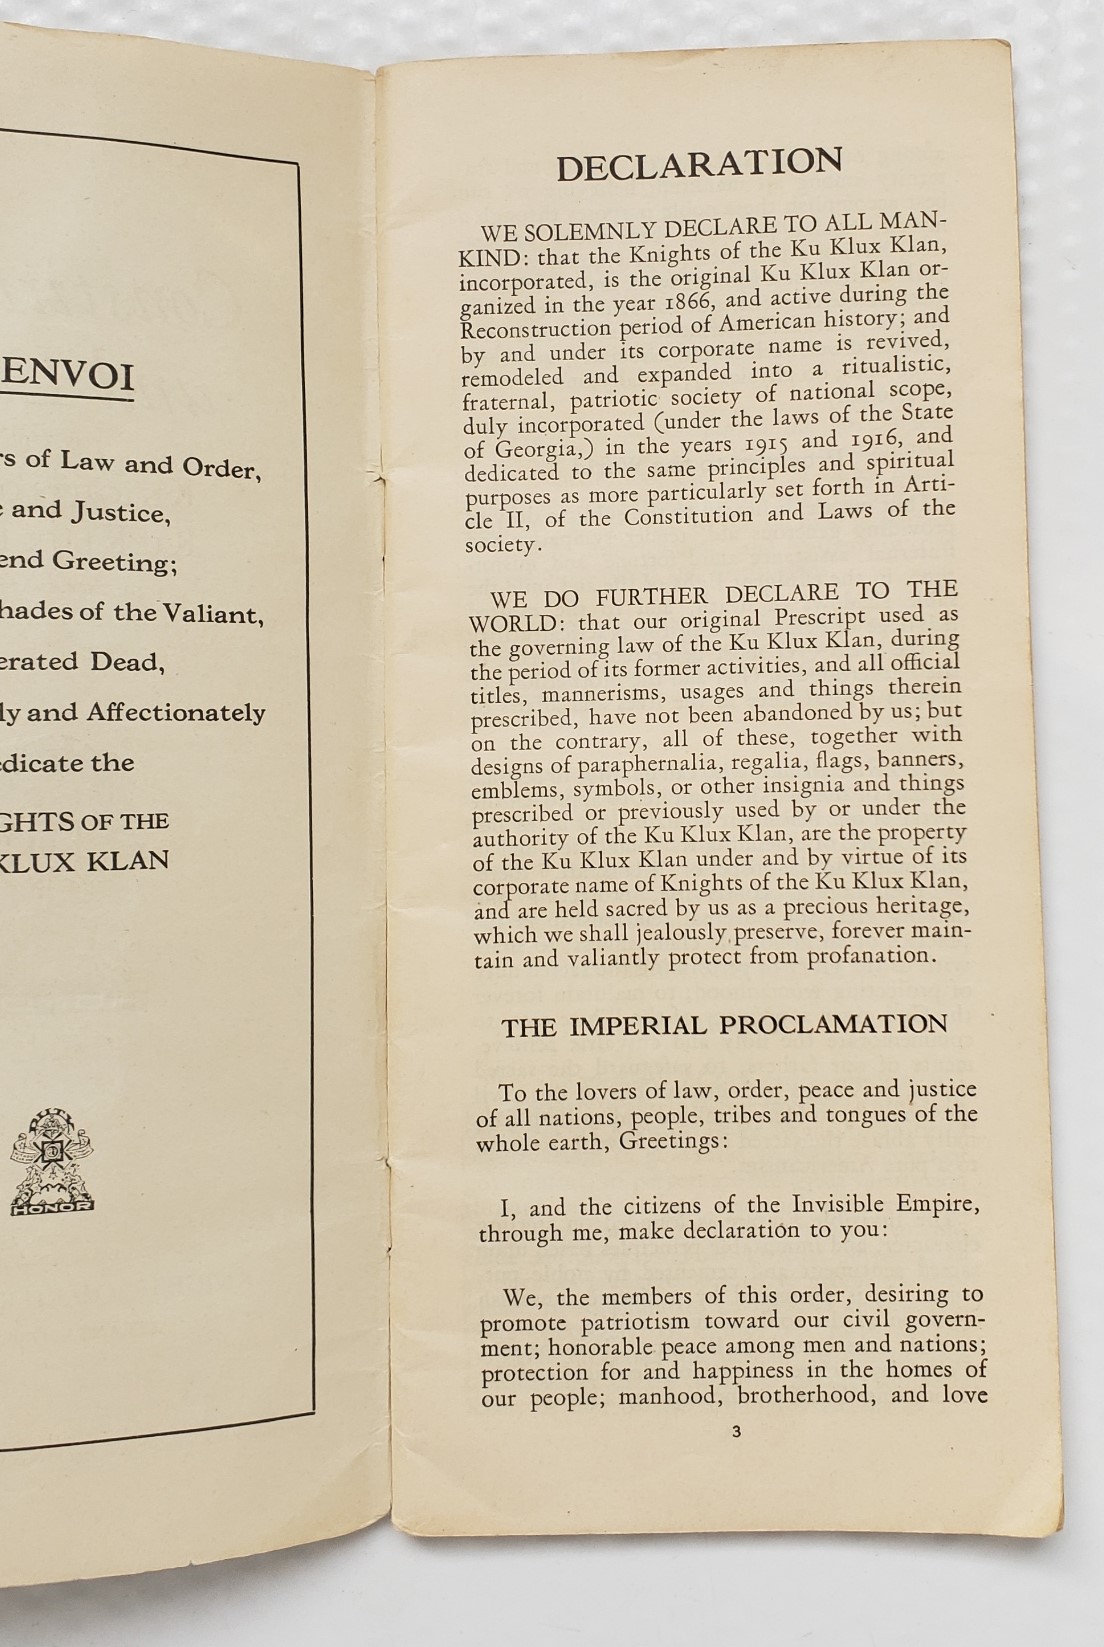 ENVOI
rs of Law and Order,
and Justice,
end Greeting;
hades of the Valiant,
erated Dead,
ly and Affectionately
edicate the
GHTS OF THE
KLUX KLAN
DUTY
HONOR
DECLARATION
WE SOLEMNLY DECLARE TO ALL MAN-
KIND: that the Knights of the Ku Klux Klan,
incorporated, is the original Ku Klux Klan or-
ganized in the year 1866, and active during the
Reconstruction period of American history; and
by and under its corporate name is revived,
remodeled and expanded into a ritualistic,
fraternal, patriotic society of national scope,
duly incorporated (under the laws of the State
of Georgia,) in the years 1915 and 1916, and
dedicated to the same principles and spiritual
purposes as more particularly set forth in Arti-
cle II, of the Constitution and Laws of the
society.
WE DO FURTHER DECLARE TO THE
WORLD: that our original Prescript used as
the governing law of the Ku Klux Klan, during
the period of its former activities, and all official
titles, mannerisms, usages and things therein
prescribed, have not been abandoned by us; but
on the contrary, all of these, together with
designs of paraphernalia, regalia, flags, banners,
emblems, symbols, or other insignia and things
prescribed or previously used by or under the
authority of the Ku Klux Klan, are the property
of the Ku Klux Klan under and by virtue of its
corporate name of Knights of the Ku Klux Klan,
and are held sacred by us as a precious heritage,
which we shall jealously preserve, forever main-
tain and valiantly protect from profanation.
THE IMPERIAL PROCLAMATION
To the lovers of law, order, peace and justice
of all nations, people, tribes and tongues of the
whole earth, Greetings:
I, and the citizens of the Invisible Empire,
through me, make declaration to you:
We, the members of this order, desiring to
promote patriotism toward our civil govern-
ment; honorable peace among men and nations;
protection for and happiness in the homes of
our people; manhood, brotherhood, and love
3